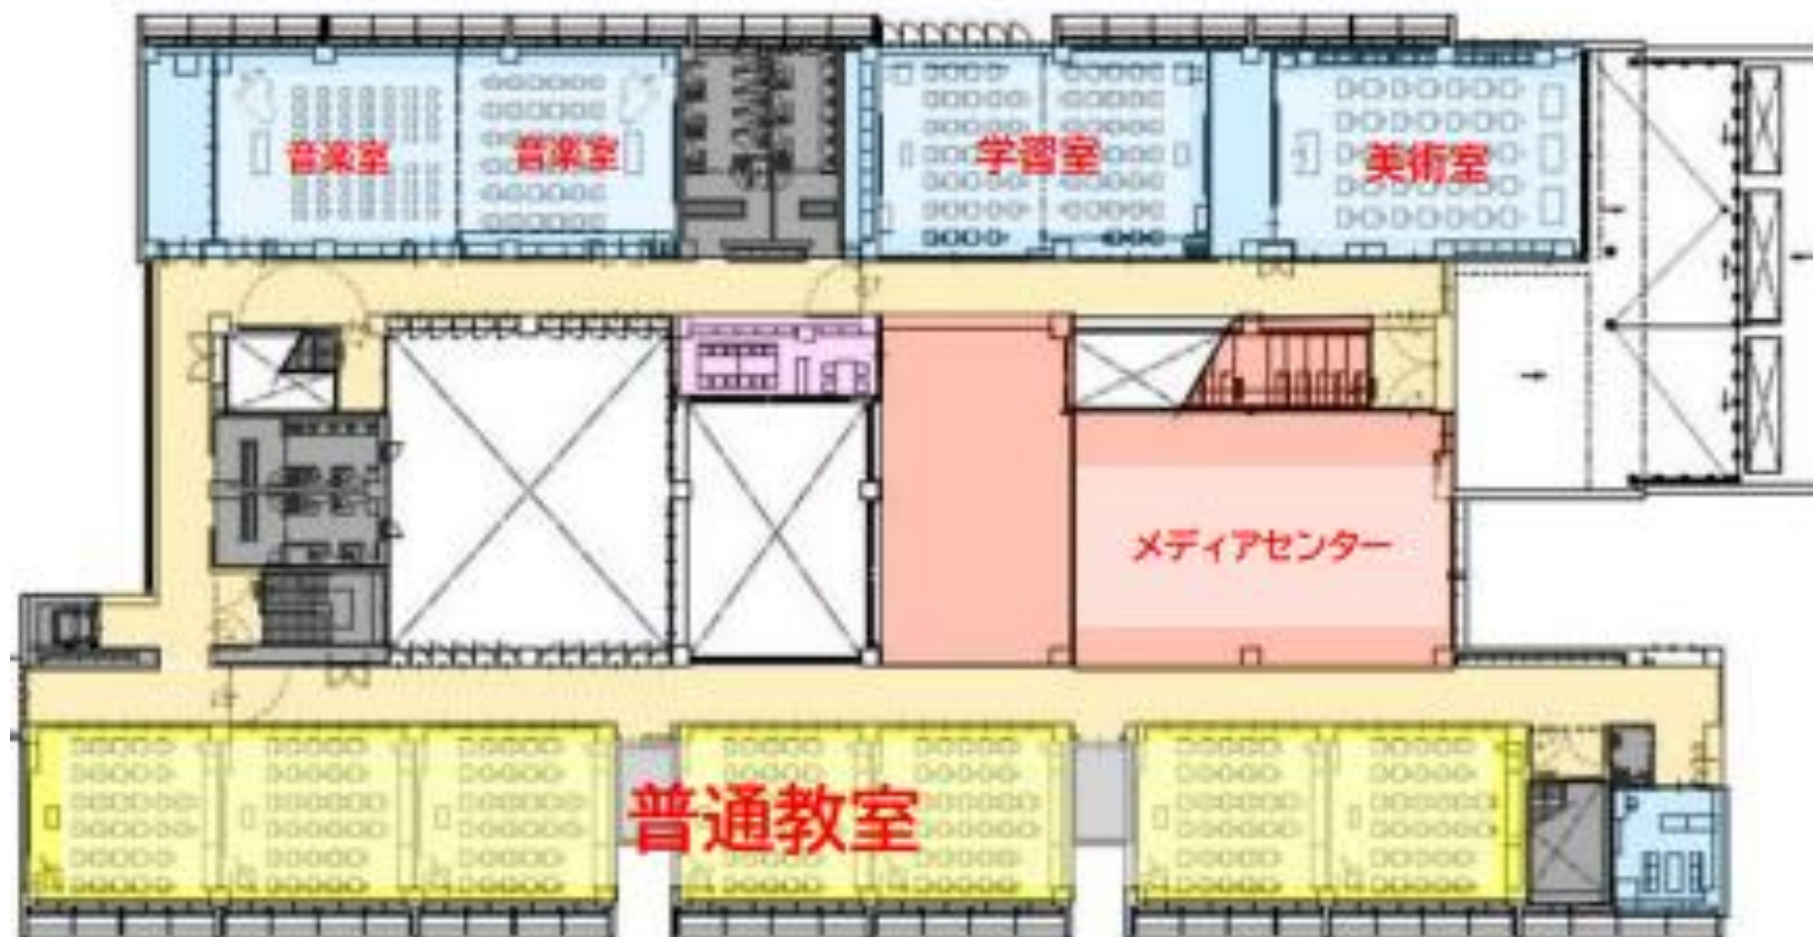 音楽室
音楽室
学習室
美術室
メディアセンター
普通教室